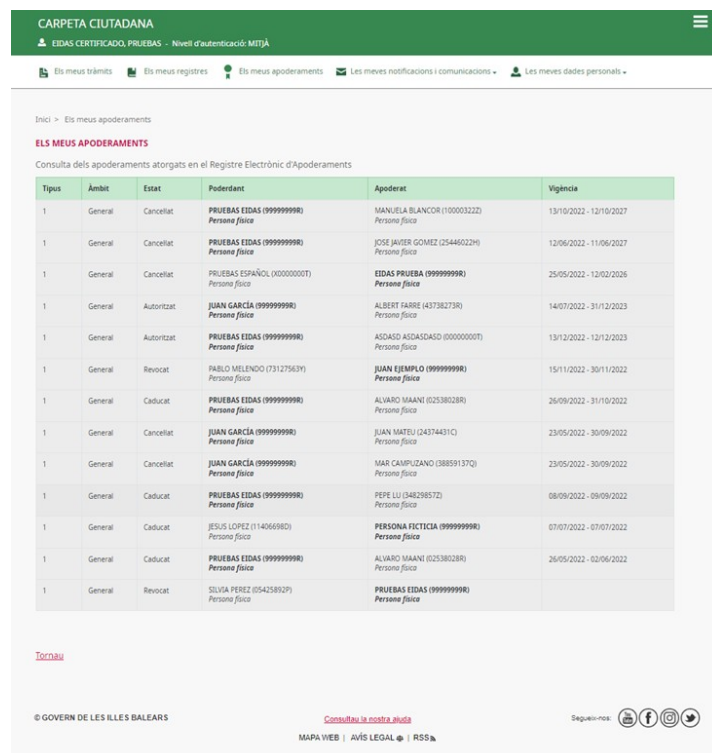 CARPETA CIUTADANA
EIDAS CERTIFICADO, PRUEBAS - Nivell d'autenticació: MITJÀ
Els meus tràmits Els meus registres Els meus apoderaments Les meves notificacions i comunicacions Les meves dades personals
Inici > Els meus apoderaments
ELS MEUS APODERAMENTS
Consulta dels apoderaments atorgats en el Registre Electrònic d'Apoderaments
Tipus Àmbit Estat Poderdant Apoderat Vigència
1 General Cancellat PRUEBAS EIDAS (99999999R) MANUELA BLANCOR (10000322Z) 13/10/2022 - 12/10/2027
Persona física Persona física
1 General Cancellat PRUEBAS EIDAS (99999999R) JOSE JAVIER GOMEZ (25446022H) 12/06/2022 - 11/06/2027
Persona física Persona física
1 General Cancellat PRUEBAS ESPAÑOL (X0000000T) EIDAS PRUEBA (99999999R) 25/05/2022 - 12/02/2026
Persona física Persona física
1 General Autoritzat JUAN GARCÍA (99999999R) ALBERT FARRE (43738273R) 14/07/2022 - 31/12/2023
Persona física Persona física
1 General Autoritzat PRUEBAS EIDAS (99999999R) ASDASD ASDASDASD (00000000T) 13/12/2022 - 12/12/2023
Persona física Persona física
1 General Revocat PABLO MELENDO (73127563Y) JUAN EJEMPLO (99999999R) 15/11/2022 - 30/11/2022
Persona física Persona física
1 General Caducat PRUEBAS EIDAS (99999999R) ALVARO MAANI (02538028R) 26/09/2022 - 31/10/2022
Persona física Persona física
1 General Cancellat JUAN GARCÍA (99999999R) JUAN MATEU (24374431C) 23/05/2022 - 30/09/2022
Persona física Persona física
1 General Cancellat JUAN GARCÍA (99999999R) MAR CAMPUZANO (38859137Q) 23/05/2022 - 30/09/2022
Persona física Persona física
1 General Caducat PRUEBAS EIDAS (99999999R) PEPE LU (34829857Z) 08/09/2022 - 09/09/2022
Persona física Persona física
1 General Caducat JESUS LOPEZ (11406698D) PERSONA FICTICIA (99999999R) 07/07/2022 - 07/07/2022
Persona física Persona física
1 General Caducat PRUEBAS EIDAS (99999999R) ALVARO MAANI (02538028R) 26/05/2022 - 02/06/2022
Persona física Persona física
1 General Revocat SILVIA PEREZ (05425892P) PRUEBAS EIDAS (99999999R)
Persona física Persona física
Tornau
© GOVERN DE LES ILLES BALEARS Consultau la nostra ajuda Segueix-nos:
MAPA WEB | AVÍS LEGAL | RSS